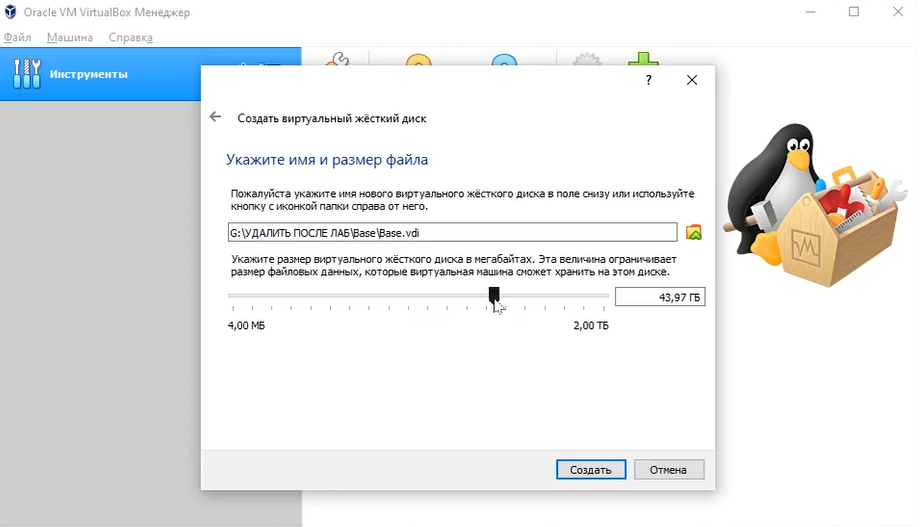 Oracle VM VirtualBox Менеджер
Файл Машина Справка
Инструменты
?
Создать виртуальный жёсткий диск
Укажите имя и размер файла
Пожалуйста укажите имя нового виртуального жёсткого диска в поле снизу или используйте
кнопку с иконкой папки справа от него.
G:\УДАЛИТЬ ПОСЛЕ ЛАБ\Base\Base.vdi
Укажите размер виртуального жёсткого диска в мегабайтах. Эта величина ограничивает
размер файловых данных, которые виртуальная машина сможет хранить на этом диске.
43,97 ГБ
4,00 МБ 2,00 ТБ
Создать Отмена